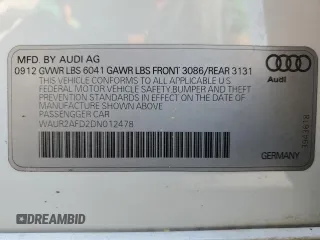 MFD. BY AUDI AG
0912 GVWR LBS 6041 GAWR LBS FRONT 3086/REAR 3131
THIS VEHICLE CONFORMS TO ALL APPLICABLE
FEDERAL MOTOR VEHICLE SAFETY BUMPER AND THEFT
PREVENTION STANDARDS IN EFFECT ON THE DATE OF
MANUFACTURE SHOWN ABOVE
PASSENGER CAR
WAUR2AFD2DN012478
Audi
GERMANY
DREAMBID